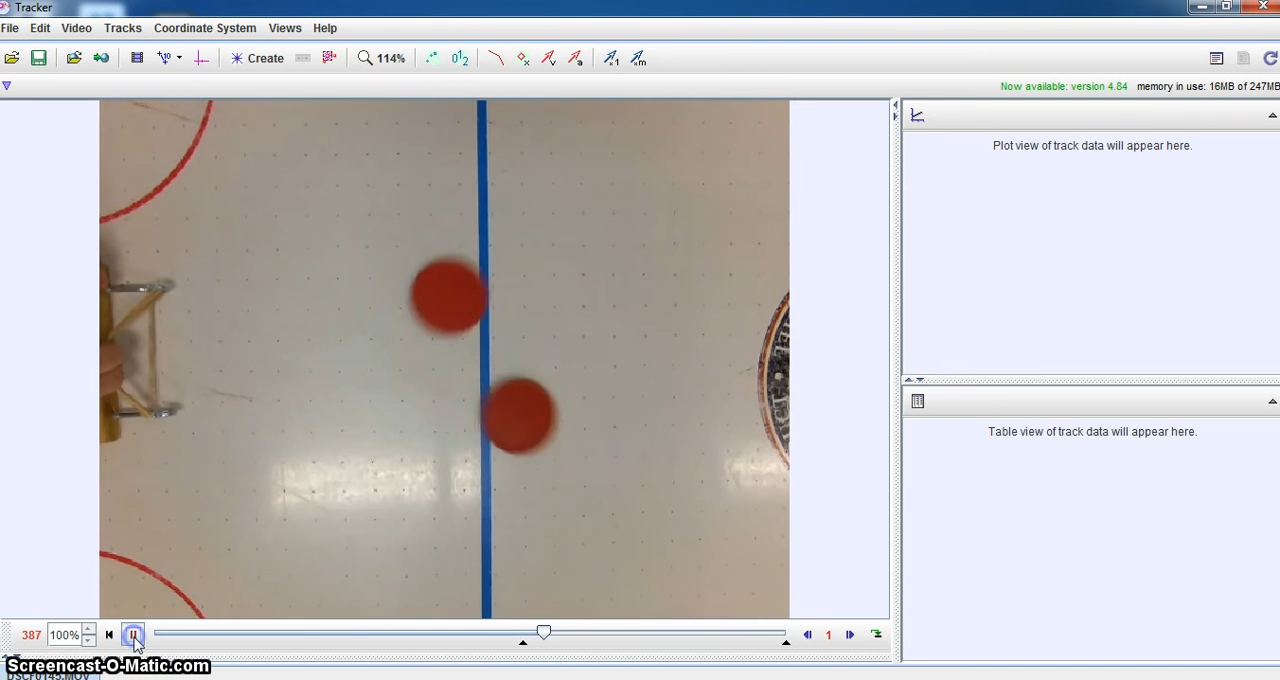 Tracker
File Edit Video Tracks Coordinate System Views Help
Create 114%
Now available: version 4.84 memory in use: 16MB of 247MB
Plot view of track data will appear here.
Table view of track data will appear here.
387 100% 1
Screencast-O-Matic.com
DSCF0145.MOV